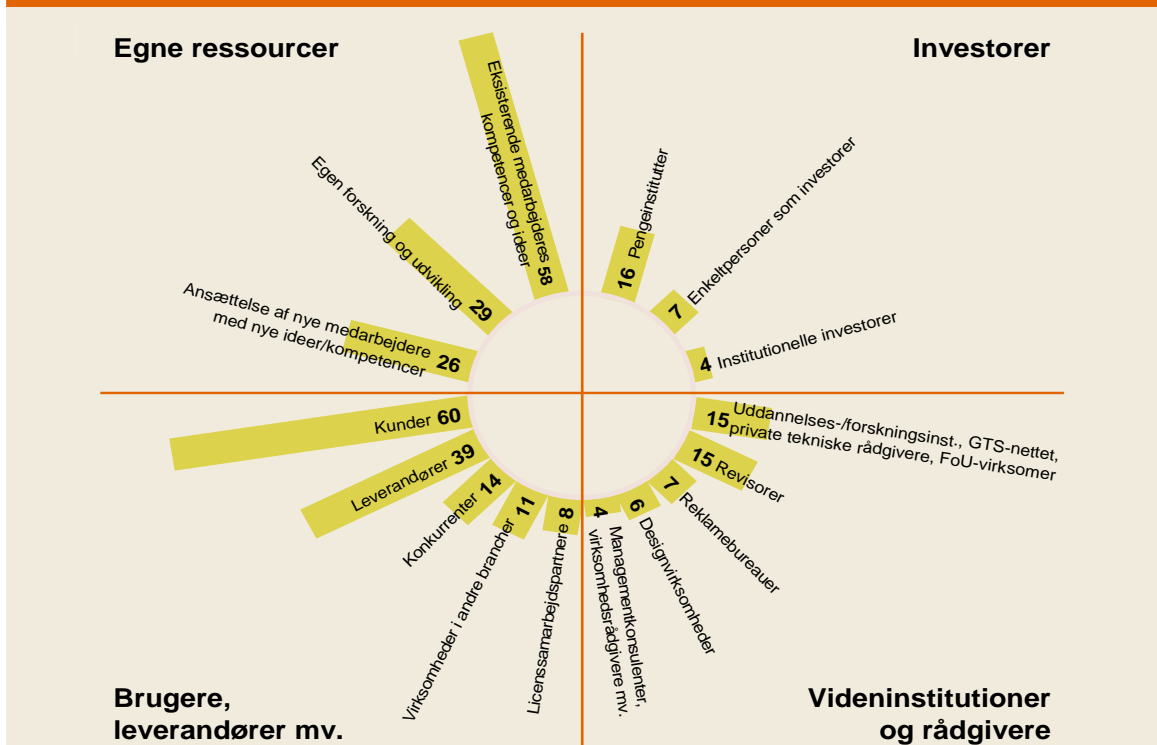 Egne ressourcer
Investorer
Eksisterende medarbejderes
kompetencer og ideer
58
Egen forskning og udvikling
29
Ansættelse af nye medarbejdere
med nye ideer/kompetencer
26
16 Pengeinstitutter
7 Enkeltpersoner som investorer
4 Institutionelle investorer
Kunder 60
Leverandører 39
Konkurrenter 14
Virksomheder i andre brancher 11
Licenssamarbejdspartnere 8
15
Uddannelses-/forskningsinst., GTS-nettet,
private tekniske rådgivere, FoU-virksomer
15 Revisorer
7 Reklamebureauer
6 Designvirksomheder
4
Managementkonsulenter,
virksomhedsrådgivere mv.
Brugere,
leverandører mv.
Videninstitutioner
og rådgivere